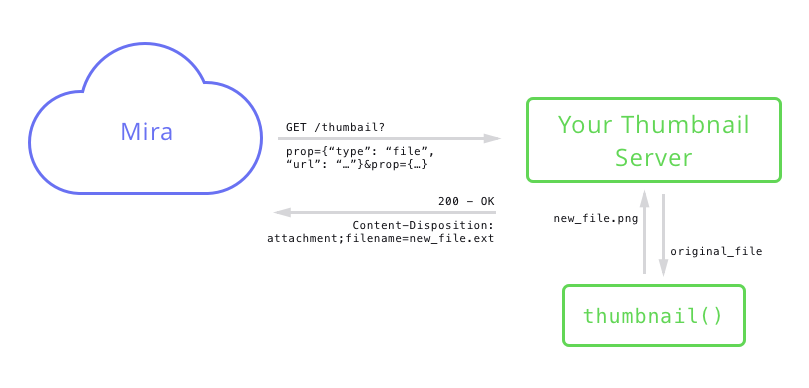 Mira
GET /thumbail?
prop={“type”: “file”,
“url”: “…”}&prop={…}
200 – OK
Content-Disposition:
attachment;filename=new_file.ext
Your Thumbnail
Server
new_file.png
original_file
thumbnail()